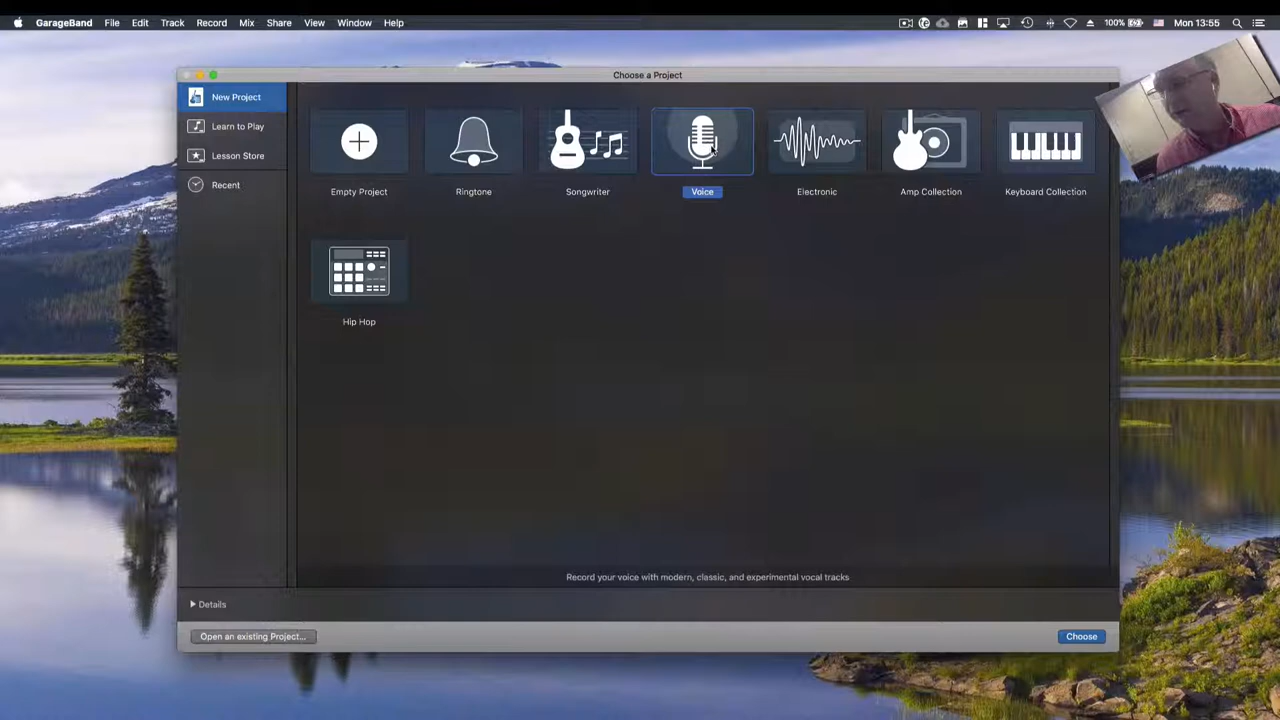 GarageBand File Edit Track Record Mix Share View Window Help 100% Mon 13:55
Choose a Project
New Project
Learn to Play
Lesson Store
Recent
Empty Project Ringtone Songwriter Voice Electronic Amp Collection Keyboard Collection
Hip Hop
Record your voice with modern, classic, and experimental vocal tracks
Details
Open an existing Project... Choose